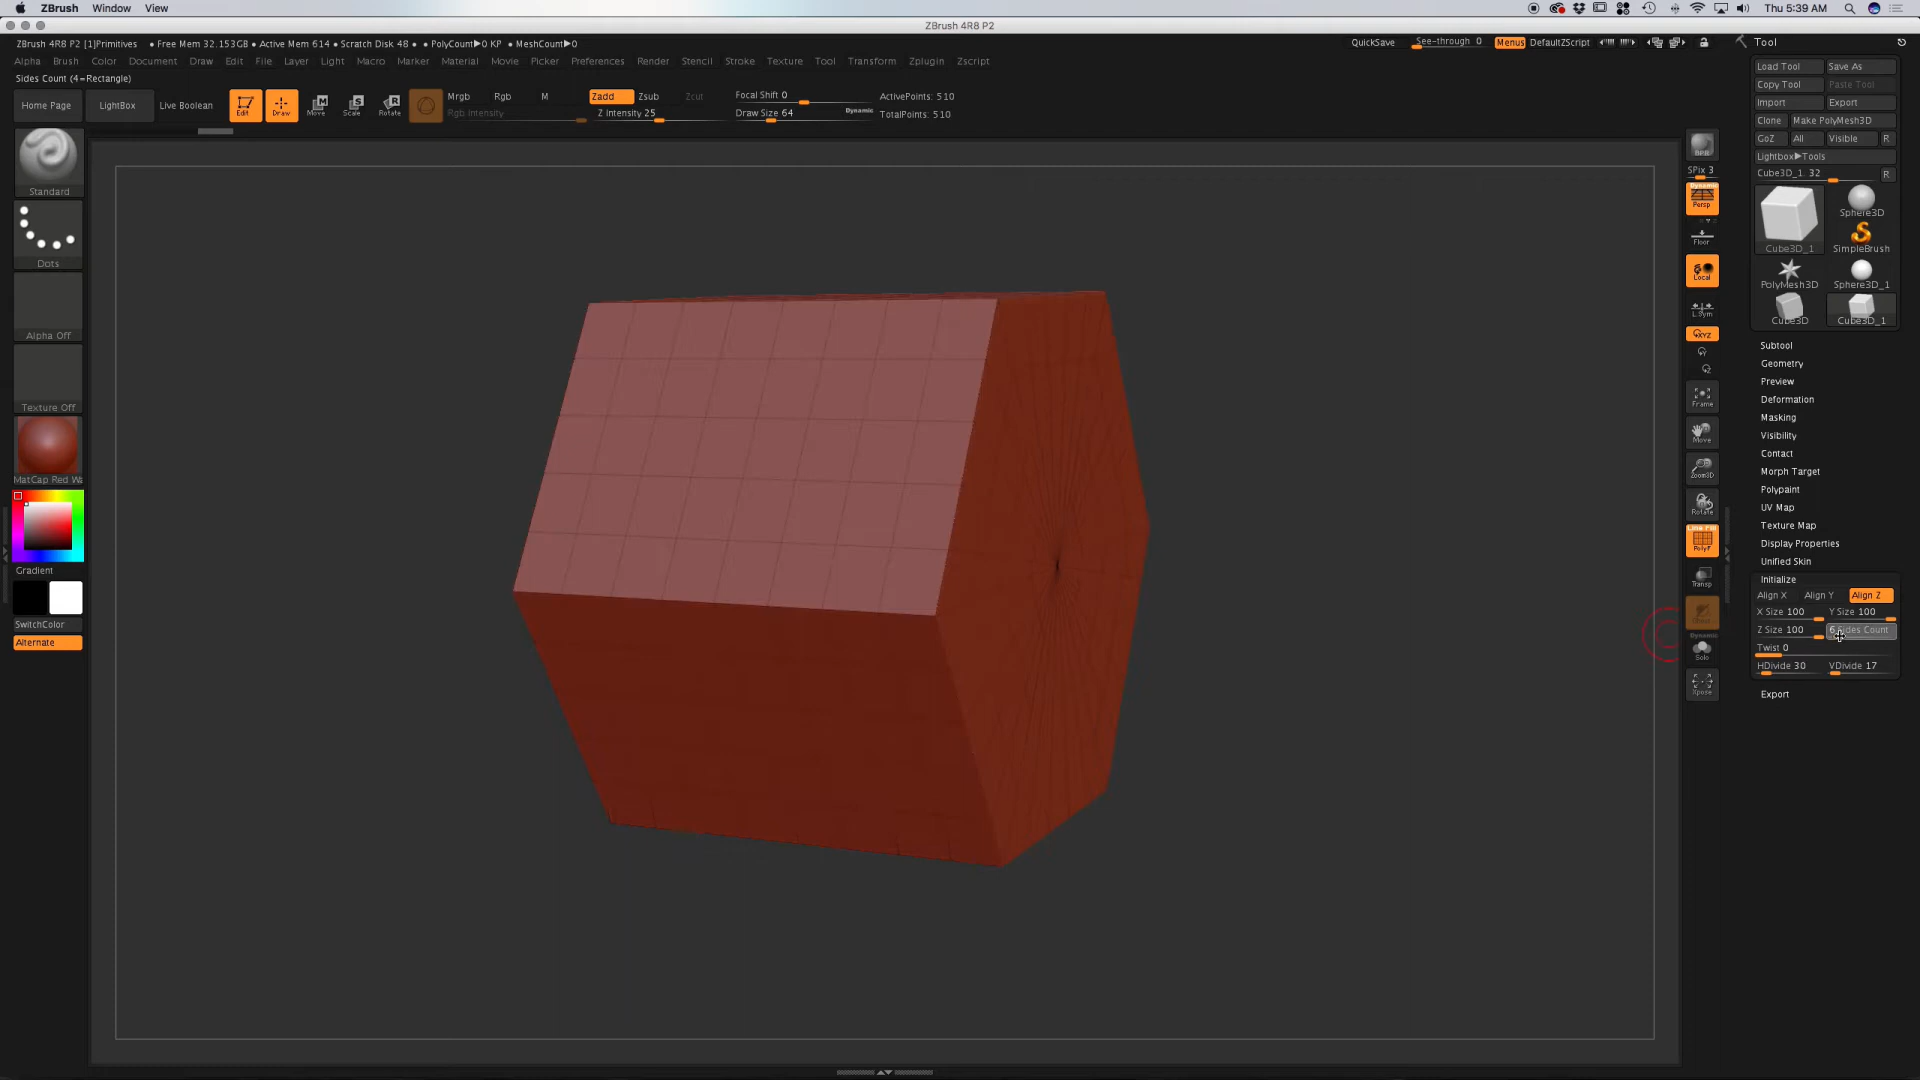 ZBrush Window View
Thu 5:39 AM
ZBrush 4R8 P2
ZBrush 4R8 P2 [1]Primitives • Free Mem 32.153GB • Active Mem 614 • Scratch Disk 48 • PolyCount▶0 KP • MeshCount▶0
QuickSave See-through 0 Menus DefaultZScript
Alpha Brush Color Document Draw Edit File Layer Light Macro Marker Material Movie Picker Preferences Render Stencil Stroke Texture Tool Transform Zplugin Zscript
Sides Count (4=Rectangle)
Home Page LightBox Live Boolean Edit Draw Move Scale Rotate
Mrgb Rgb M Zadd Zsub Zcut Focal Shift 0 ActivePoints: 510
Rgb Intensity Z Intensity 25 Draw Size 64 Dynamic TotalPoints: 510
Standard
Dots
Alpha Off
Texture Off
MatCap Red Wa
Gradient
SwitchColor
Alternate
BPR
SPix 3
Dynamic
Persp
Floor
Local
L.Sym
XYZ
Frame
Move
Zoom3D
Rotate
Line Fill
PolyF
Transp
Dynamic
Solo
Xpose
Tool
Load Tool Save As
Copy Tool Paste Tool
Import Export
Clone Make PolyMesh3D
GoZ All Visible R
Lightbox▶Tools
Cube3D_1. 32 R
Cube3D_1 Sphere3D
SimpleBrush
PolyMesh3D Sphere3D_1
Cube3D Cube3D_1
Subtool
Geometry
Preview
Deformation
Masking
Visibility
Contact
Morph Target
Polypaint
UV Map
Texture Map
Display Properties
Unified Skin
Initialize
Align X Align Y Align Z
X Size 100 Y Size 100
Z Size 100 6 Sides Count
Twist 0
HDivide 30 VDivide 17
Export